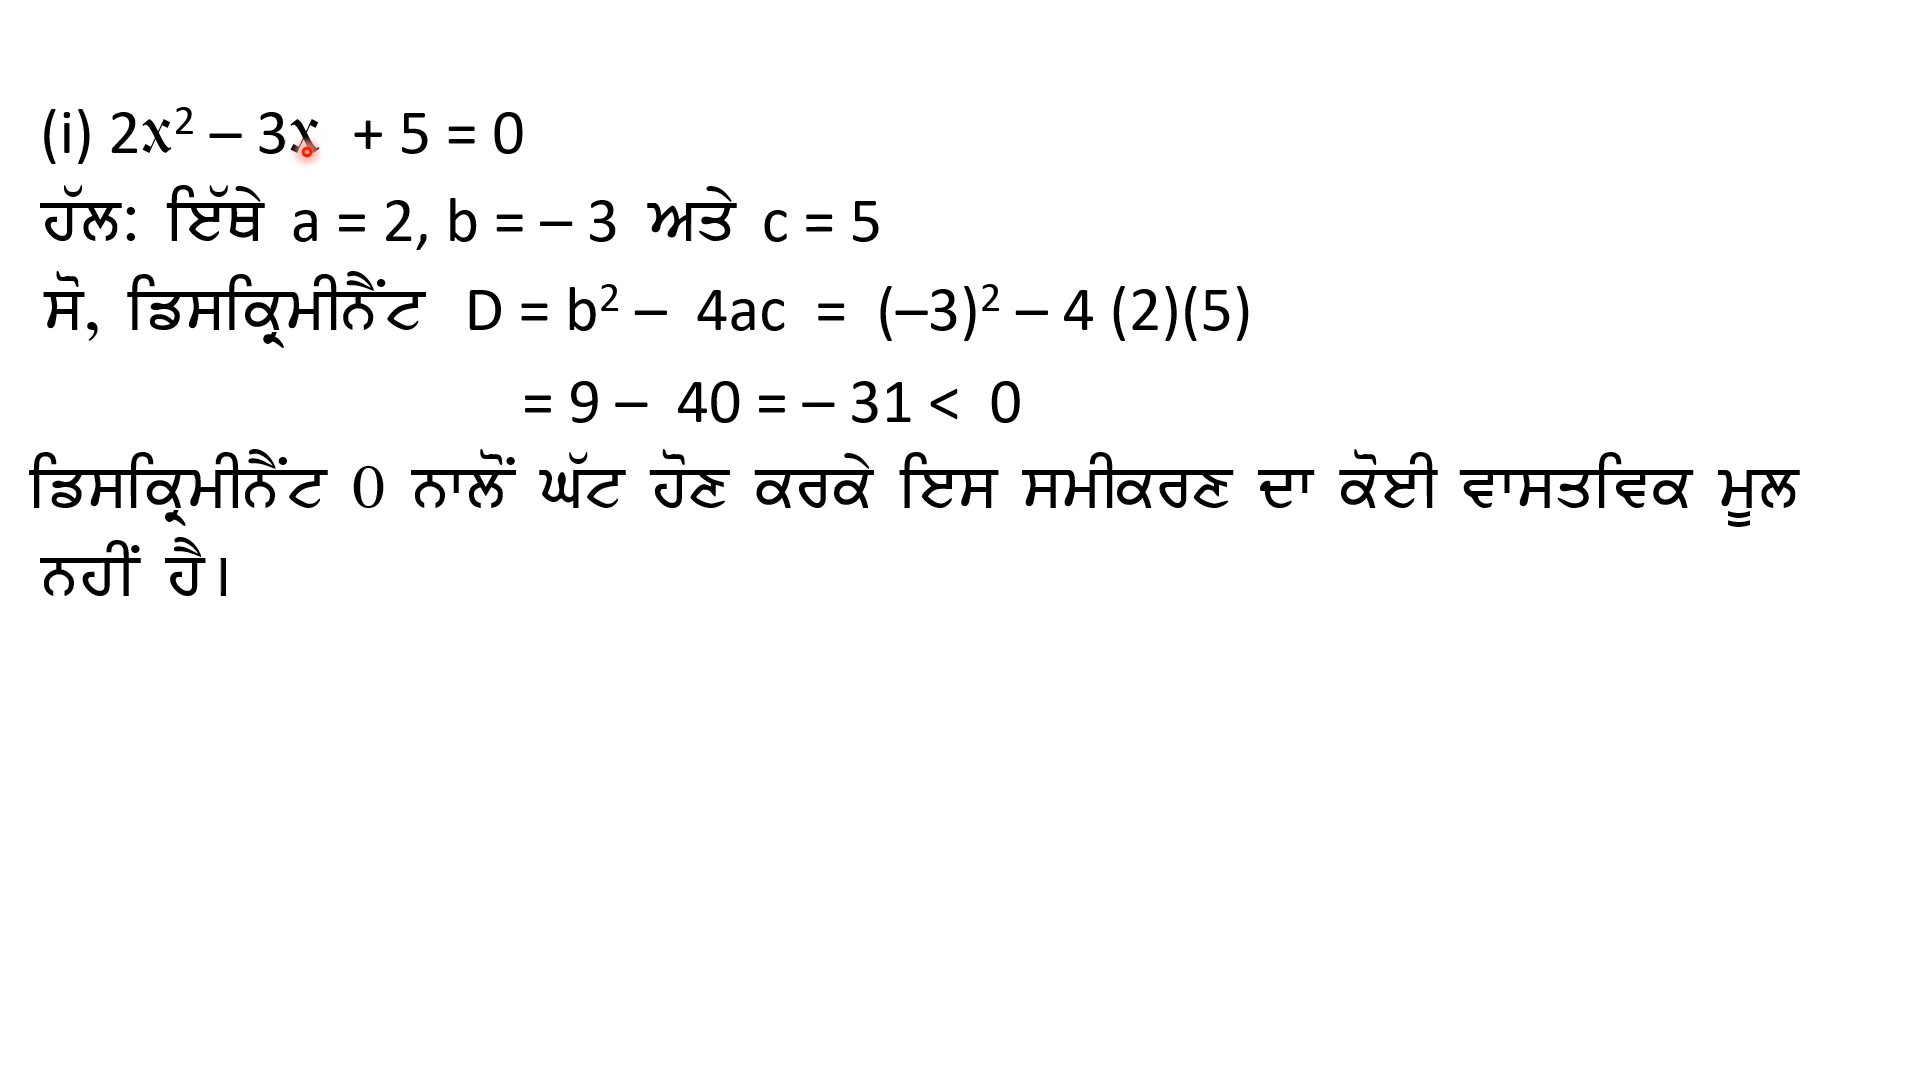 (i) 2x² – 3x + 5 = 0
ਹੱਲ: ਇੱਥੇ a = 2, b = – 3 ਅਤੇ c = 5
ਸੋ, ਡਿਸਕ੍ਰਿਮੀਨੈਂਟ D = b² – 4ac = (–3)² – 4 (2)(5)
= 9 – 40 = – 31 < 0
ਡਿਸਕ੍ਰਿਮੀਨੈਂਟ 0 ਨਾਲੋਂ ਘੱਟ ਹੋਣ ਕਰਕੇ ਇਸ ਸਮੀਕਰਣ ਦਾ ਕੋਈ ਵਾਸਤਵਿਕ ਮੂਲ
ਨਹੀਂ ਹੈ।